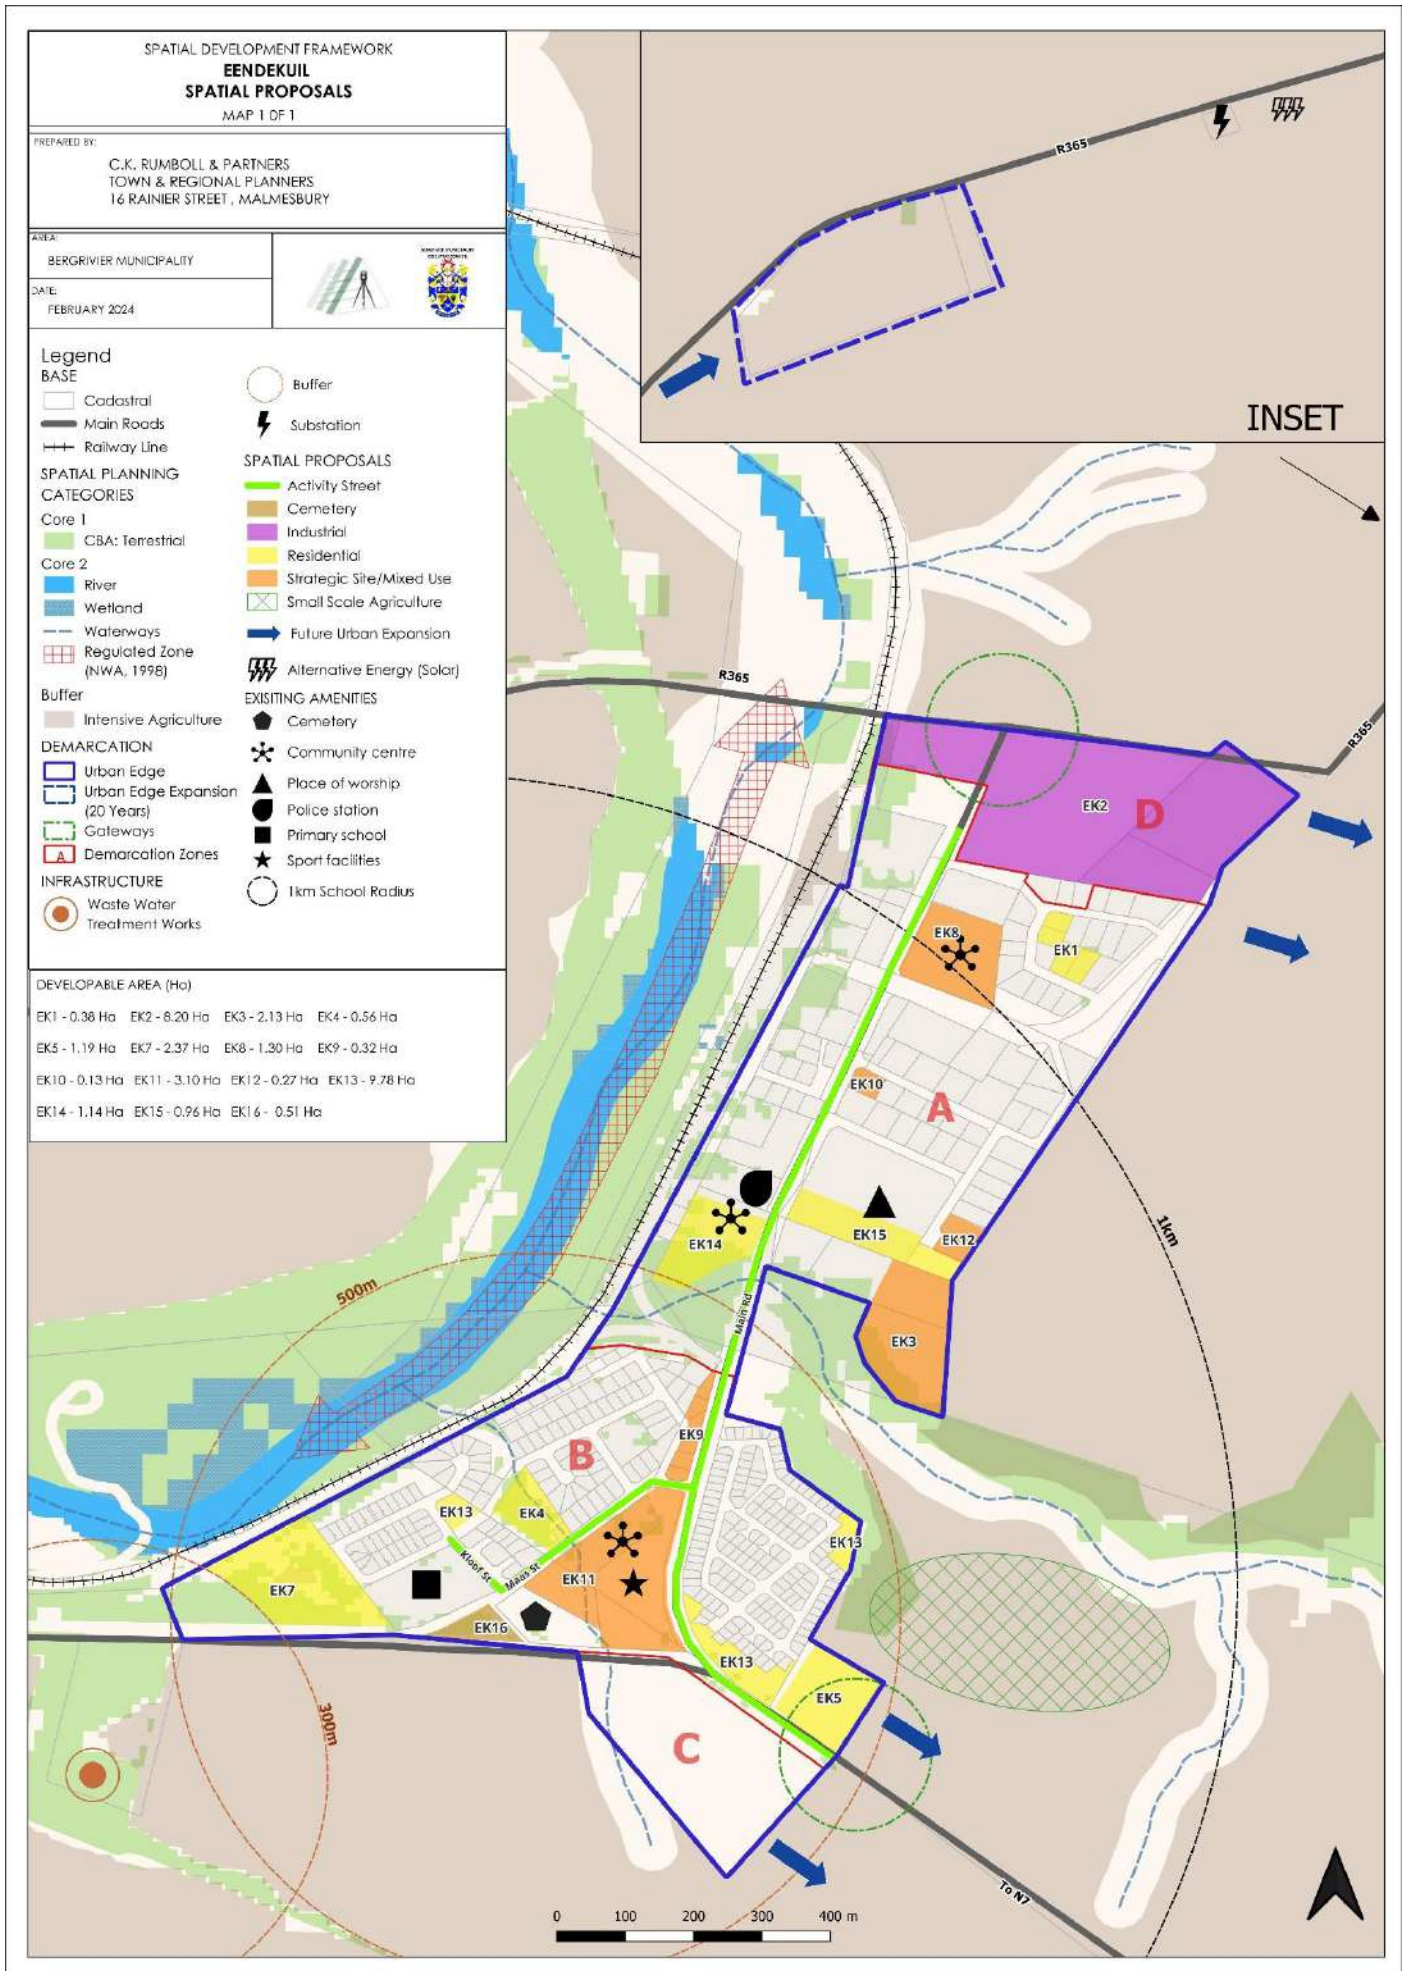 SPATIAL DEVELOPMENT FRAMEWORK
EENDEKUIL
SPATIAL PROPOSALS
MAP 1 OF 1
PREPARED BY:
C.K. RUMBOLL & PARTNERS
TOWN & REGIONAL PLANNERS
16 RAINIER STREET , MALMESBURY
AREA:
BERGRIVIER MUNICIPALITY
DATE:
FEBRUARY 2024
Legend
BASE
Cadastral
Main Roads
Railway Line
SPATIAL PLANNING
CATEGORIES
Core 1
CBA: Terrestrial
Core 2
River
Wetland
Waterways
Regulated Zone
(NWA, 1998)
Buffer
Intensive Agriculture
DEMARCATION
Urban Edge
Urban Edge Expansion
(20 Years)
Gateways
A Demarcation Zones
INFRASTRUCTURE
Waste Water
Treatment Works
Buffer
Substation
SPATIAL PROPOSALS
Activity Street
Cemetery
Industrial
Residential
Strategic Site/Mixed Use
Small Scale Agriculture
Future Urban Expansion
Alternative Energy (Solar)
EXISITING AMENITIES
Cemetery
Community centre
Place of worship
Police station
Primary school
Sport facilities
1km School Radius
DEVELOPABLE AREA (Ha)
EK1 - 0.38 Ha EK2 - 8.20 Ha EK3 - 2.13 Ha EK4 - 0.56 Ha
EK5 - 1.19 Ha EK7 - 2.37 Ha EK8 - 1.30 Ha EK9 - 0.32 Ha
EK10 - 0.13 Ha EK11 - 3.10 Ha EK12 - 0.27 Ha EK13 - 9.78 Ha
EK14 - 1.14 Ha EK15 - 0.96 Ha EK16 - 0.51 Ha
R365
INSET
R365
R365
EK2
D
EK8
EK1
EK10
A
EK14
EK15
EK12
1km
500m
Main Rd
EK3
EK9
B
EK13
EK4
EK13
Kloof St
Maas St
EK7
EK11
EK16
EK13
EK5
300m
C
To N7
0 100 200 300 400 m